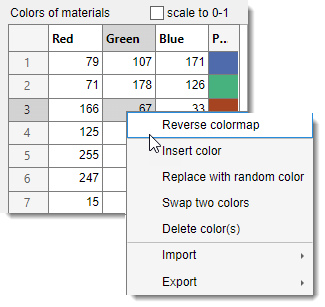 Colors of materials scale to 0-1
Red Green Blue P..
1 79 107 171
2 71 178 126
3 166 67 33
4 125
5 255
6 247
7 15
Reverse colormap
Insert color
Replace with random color
Swap two colors
Delete color(s)
Import
Export